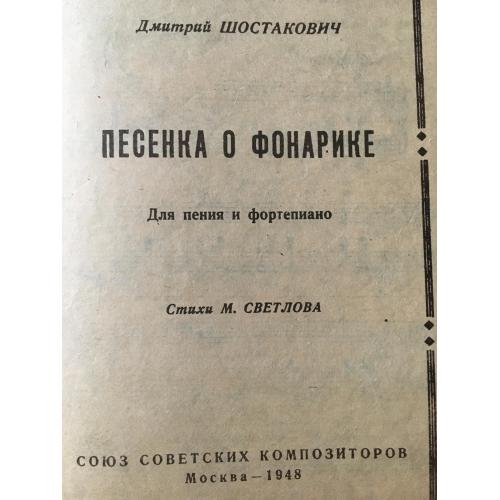 Дмитрий ШОСТАКОВИЧ
ПЕСЕНКА О ФОНАРИКЕ
Для пения и фортепиано
Стихи М. СВЕТЛОВА
СОЮЗ СОВЕТСКИХ КОМПОЗИТОРОВ
Москва—1948